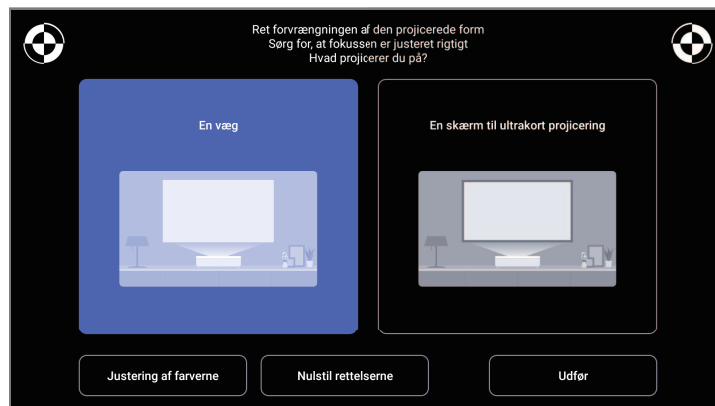 Ret forvrængningen af den projicerede form
Sørg for, at fokussen er justeret rigtigt
Hvad projicerer du på?
En væg
En skærm til ultrakort projicering
Justering af farverne
Nulstil rettelserne
Udfør